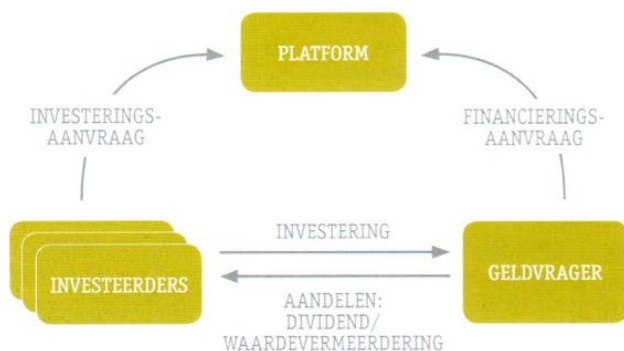 PLATFORM
INVESTERINGS-
AANVRAAG
FINANCIERINGS-
AANVRAAG
INVESTERING
INVESTEERDERS
GELDVRAGER
AANDELEN:
DIVIDEND/
WAARDEVERMEERDERING